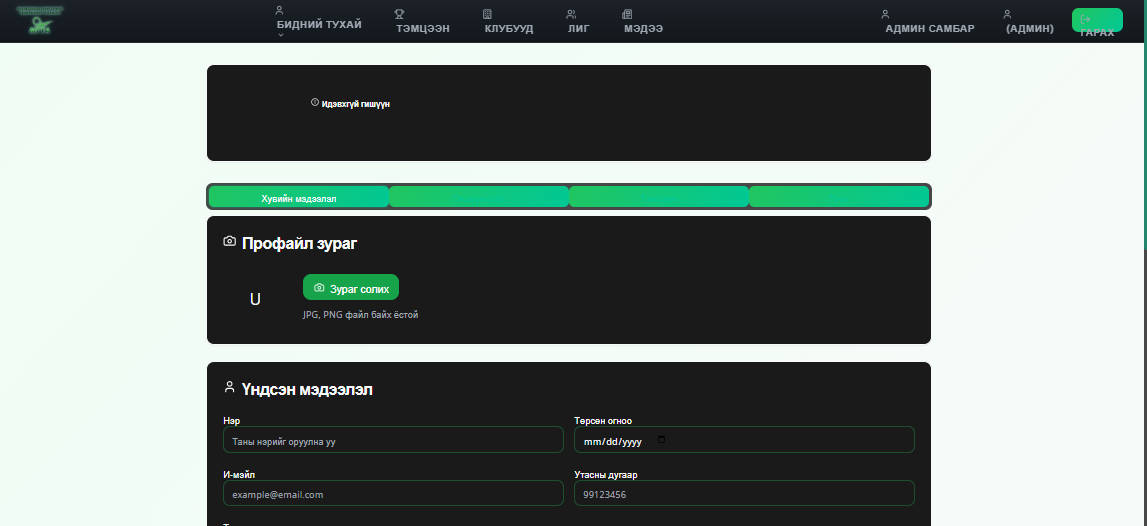 БИДНИЙ ТУХАЙ
ТЭМЦЭЭН
КЛУБУУД
ЛИГ
МЭДЭЭ
АДМИН САМБАР
(АДМИН)
ГАРАХ
Идэвхгүй гишүүн
Хувийн мэдээлэл
Профайл зураг
U
Зураг солих
JPG, PNG файл байх ёстой
Үндсэн мэдээлэл
Нэр
Төрсөн огноо
Таны нэрийг оруулна уу
mm/dd/yyyy
И-мэйл
Утасны дугаар
example@email.com
99123456